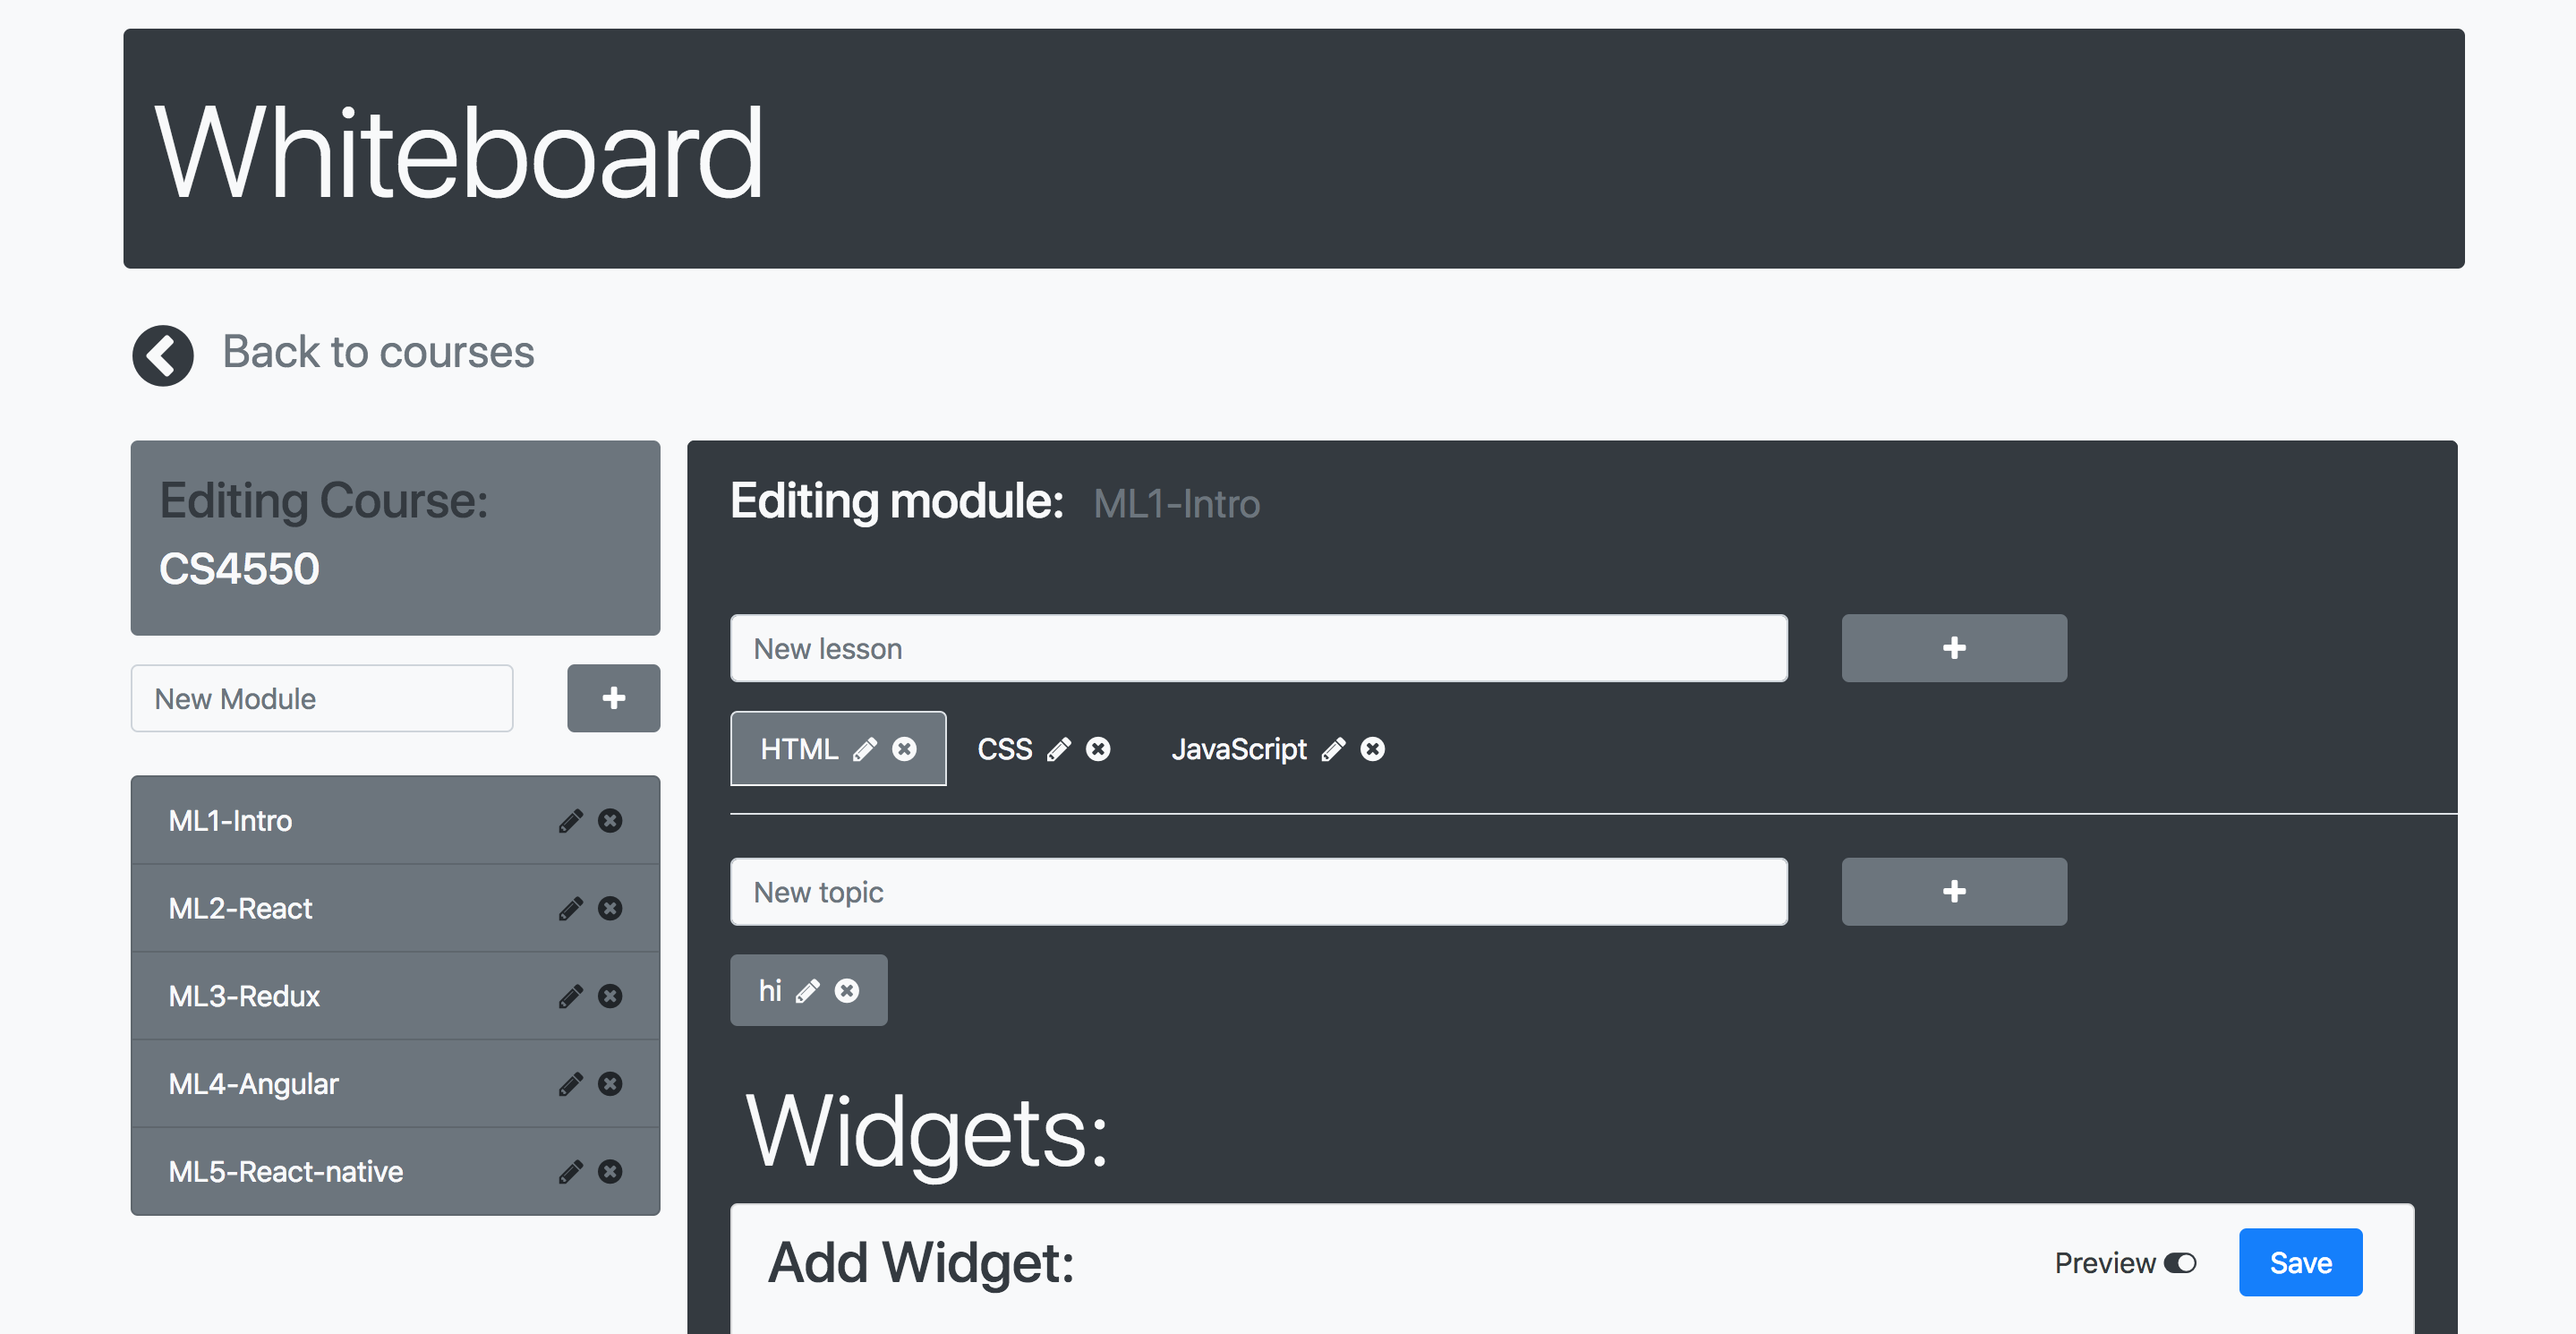 Whiteboard
Back to courses
Editing Course:
CS4550
New Module
ML1-Intro
ML2-React
ML3-Redux
ML4-Angular
ML5-React-native
Editing module: ML1-Intro
New lesson
HTML CSS JavaScript
New topic
hi
Widgets:
Add Widget: Preview Save